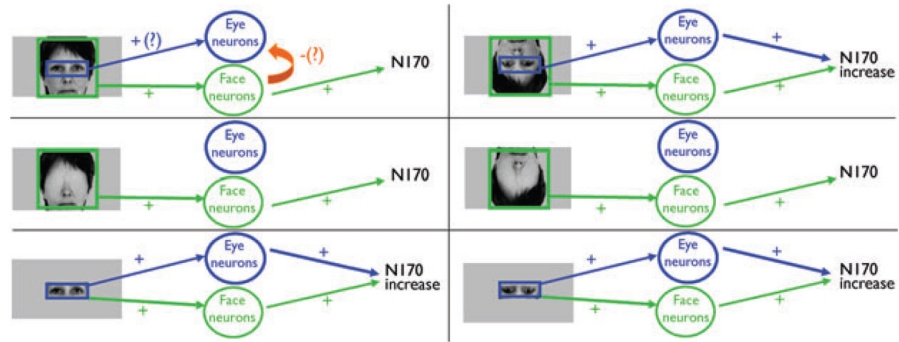 + (?)
Eye
neurons
-(?)
Face
neurons
+
+
N170
+
Eye
neurons
+
Face
neurons
+
+
N170
increase
Eye
neurons
Face
neurons
+
+
N170
Eye
neurons
Face
neurons
+
+
N170
+
Eye
neurons
+
Face
neurons
+
+
N170
increase
+
Eye
neurons
+
Face
neurons
+
+
N170
increase